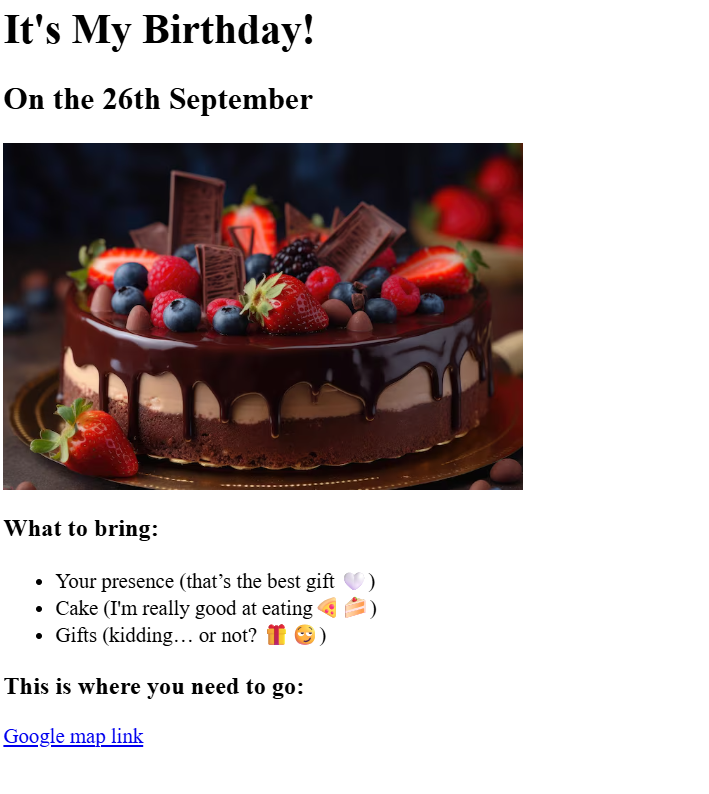 It's My Birthday!
On the 26th September
What to bring:
• Your presence (that’s the best gift 🤍)
• Cake (I'm really good at eating🍕🍰)
• Gifts (kidding… or not? 🎁😏)
This is where you need to go:
Google map link